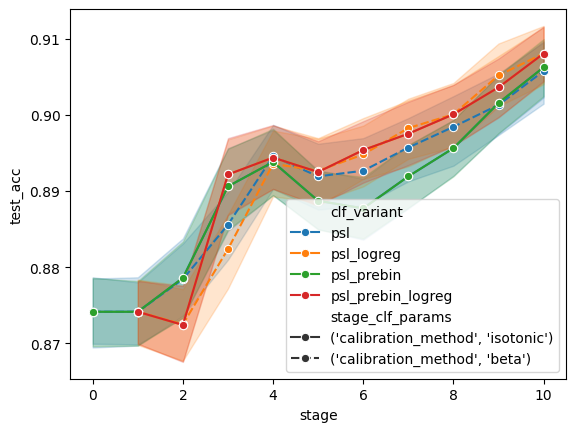 0.91
0.90
0.89
0.88
0.87
test_acc
clf_variant
psl
psl_logreg
psl_prebin
psl_prebin_logreg
stage_clf_params
('calibration_method', 'isotonic')
('calibration_method', 'beta')
0 2 4 6 8 10
stage